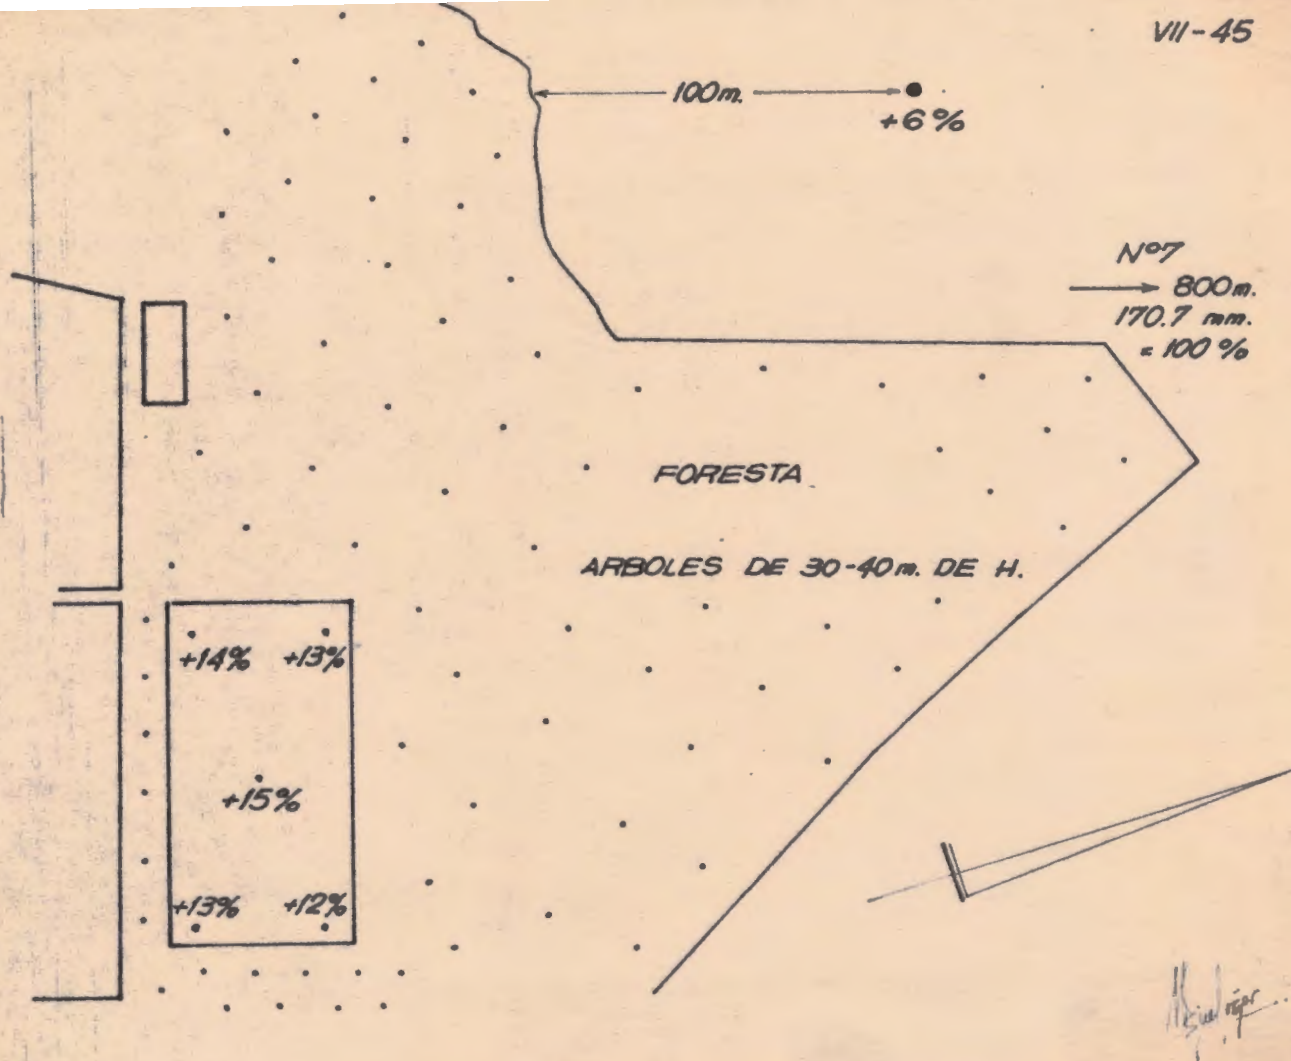 VII-45
100m.
+6%
Nº7
800m.
170.7 mm.
= 100%
FORESTA
ARBOLES DE 30-40m. DE H.
+14% +13%
+15%
+13% +12%